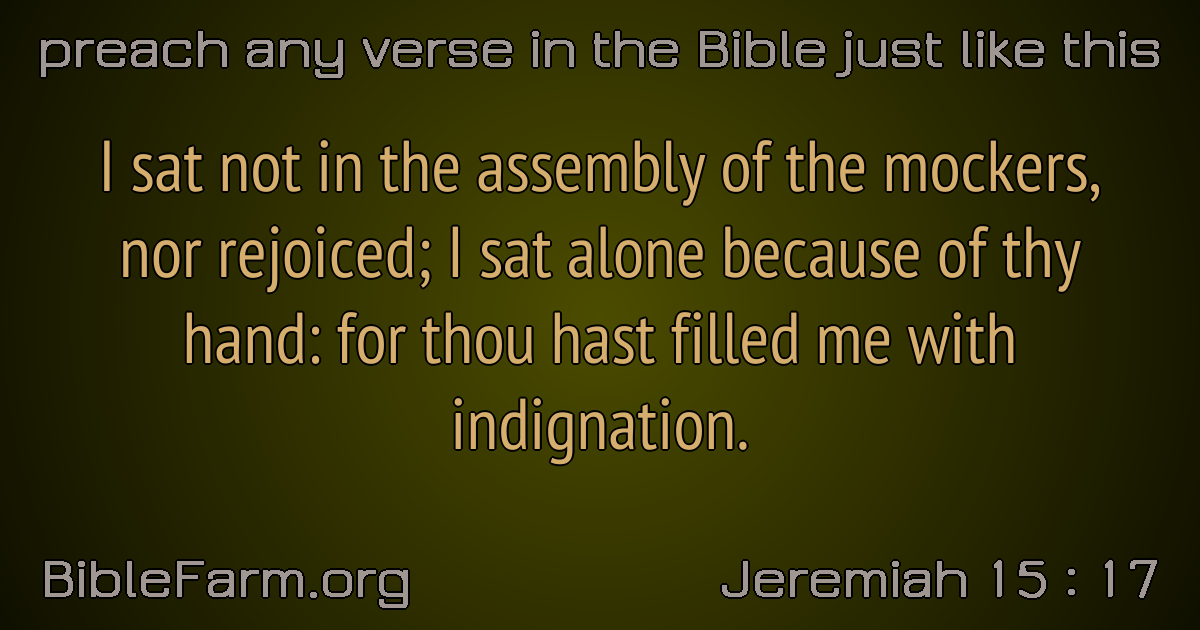 preach any verse in the Bible just like this
I sat not in the assembly of the mockers,
nor rejoiced; I sat alone because of thy
hand: for thou hast filled me with
indignation.
BibleFarm.org
Jeremiah 15 : 17